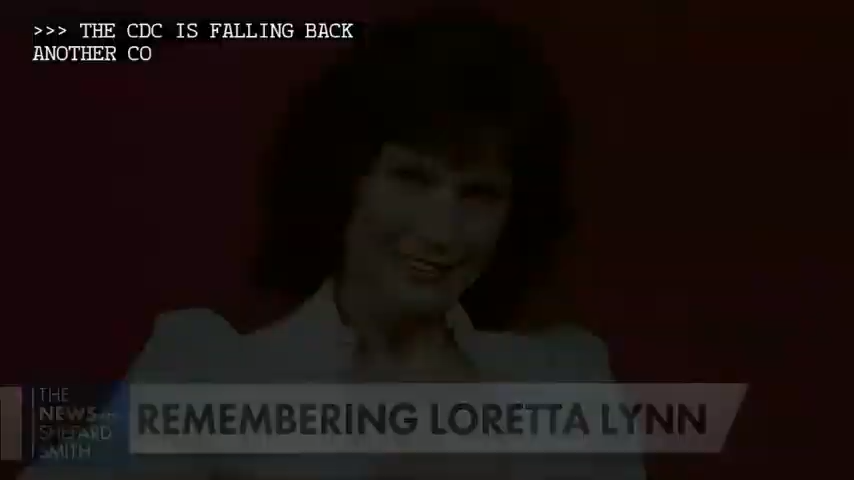 >>> THE CDC IS FALLING BACK
ANOTHER CO
THE
NEWS
SHEPARD
SMITH
REMEMBERING LORETTA LYNN